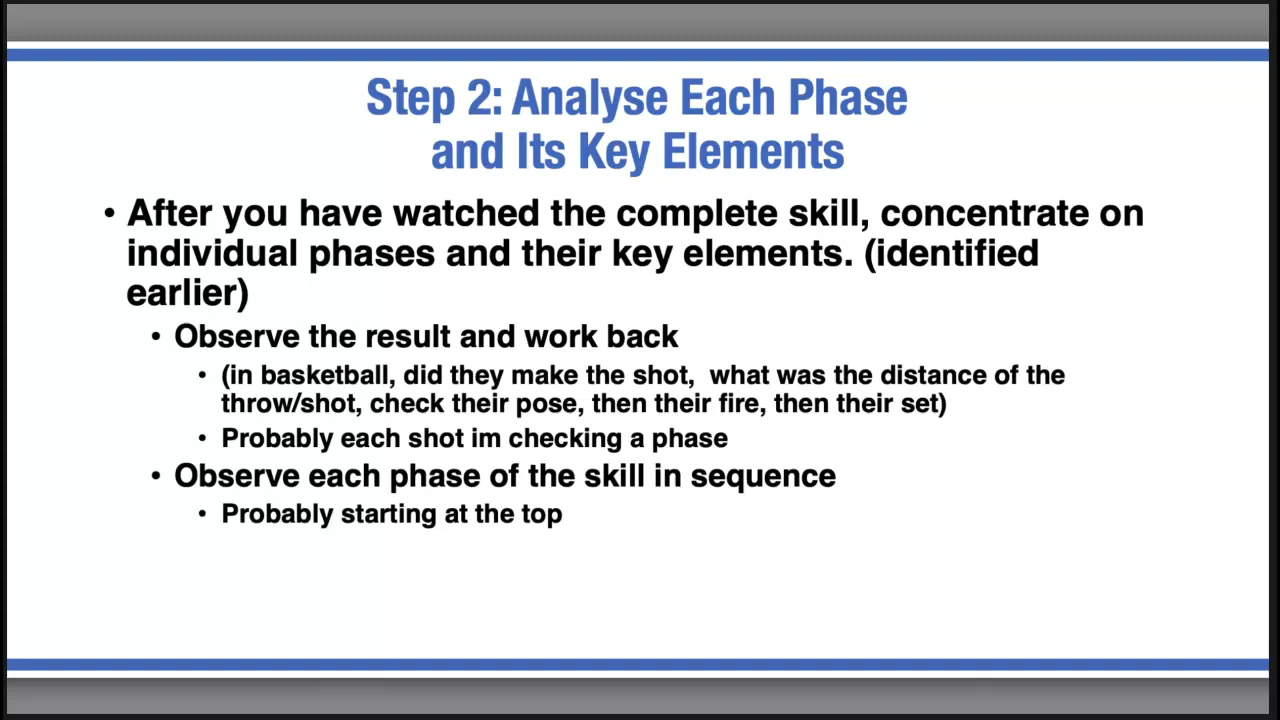 Step 2: Analyse Each Phase
and Its Key Elements
• After you have watched the complete skill, concentrate on
individual phases and their key elements. (identified
earlier)
• Observe the result and work back
• (in basketball, did they make the shot,  what was the distance of the
throw/shot, check their pose, then their fire, then their set)
• Probably each shot im checking a phase
• Observe each phase of the skill in sequence
• Probably starting at the top